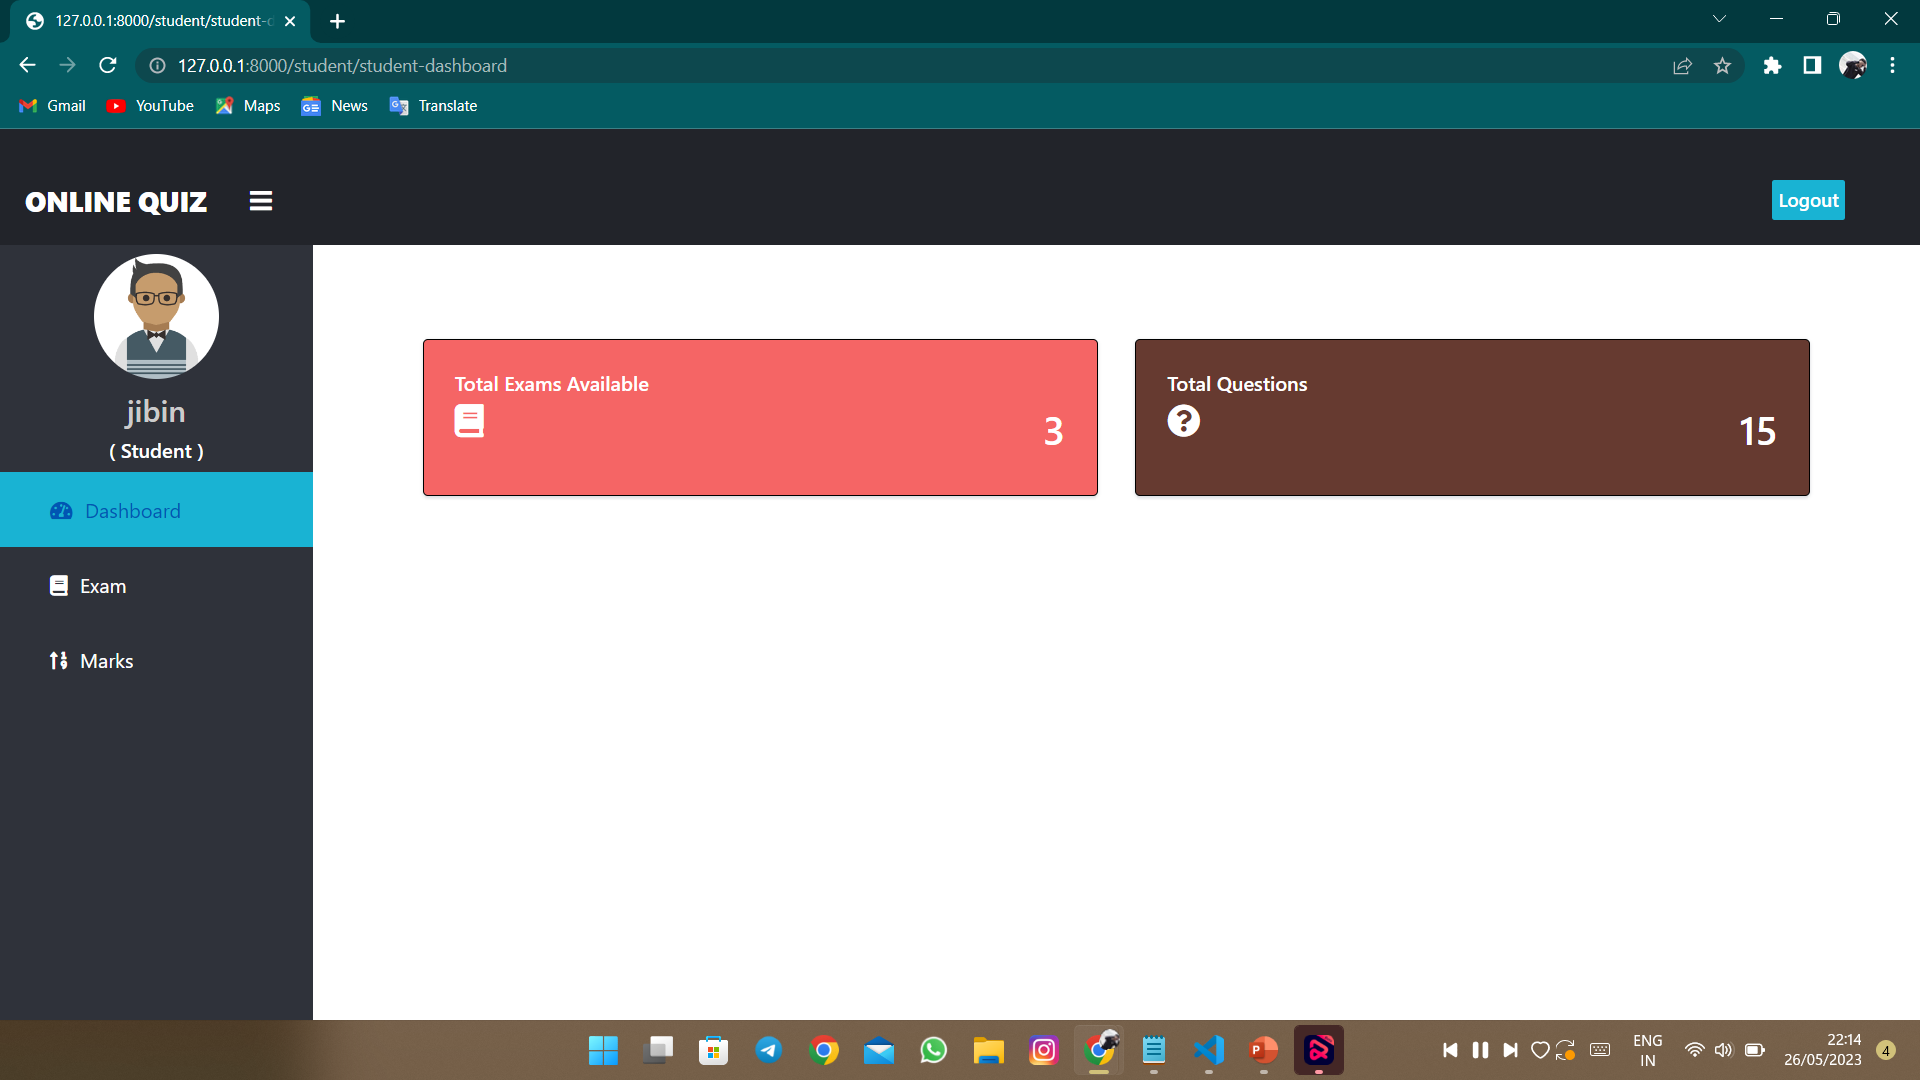 127.0.0.1:8000/student/student-d
127.0.0.1:8000/student/student-dashboard
Gmail
YouTube
Maps
News
Translate
ONLINE QUIZ
Logout
jibin
( Student )
Dashboard
Exam
Marks
Total Exams Available
3
Total Questions
15
ENG
IN
22:14
26/05/2023
4